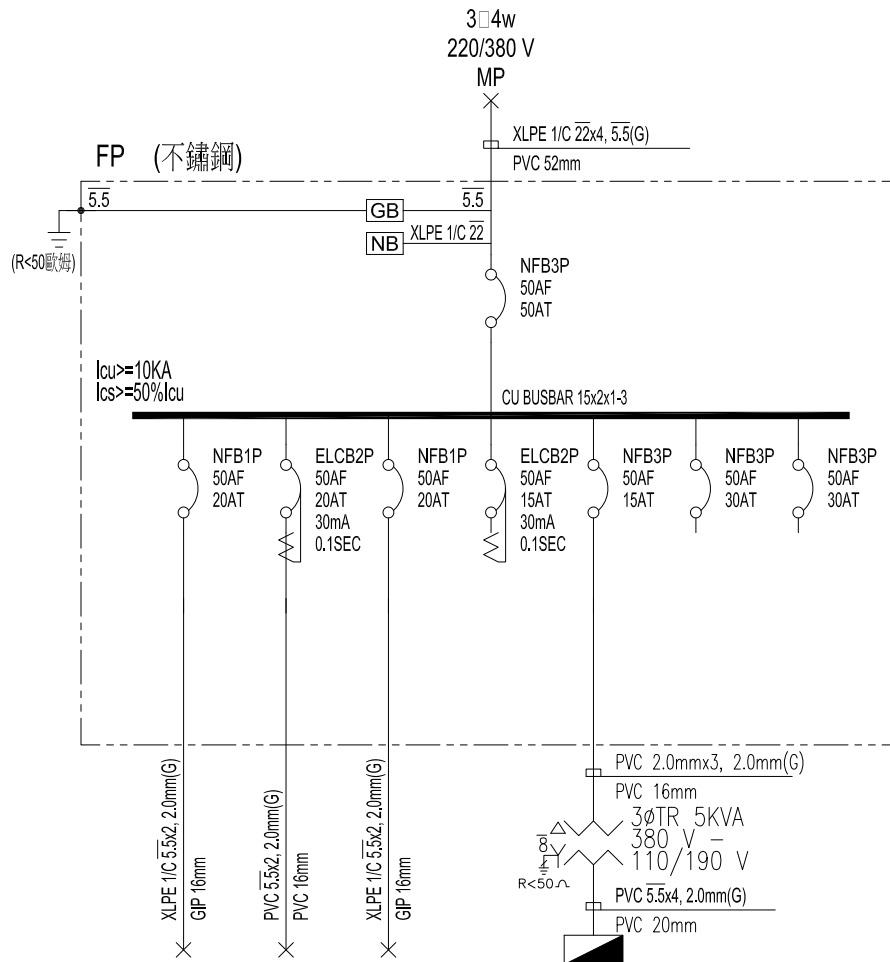 3□4w
220/380 V
MP
XLPE 1/C 22x4, 5.5(G)
PVC 52mm
FP (不鏽鋼)
5.5
GB
5.5
NB
XLPE 1/C 22
(R<50歐姆)
NFB3P
50AF
50AT
Icu>=10KA
Ics>=50%Icu
CU BUSBAR 15x2x1-3
NFB1P
50AF
20AT
ELCB2P
50AF
20AT
30mA
0.1SEC
NFB1P
50AF
20AT
ELCB2P
50AF
15AT
30mA
0.1SEC
NFB3P
50AF
15AT
NFB3P
50AF
30AT
NFB3P
50AF
30AT
XLPE 1/C 5.5x2, 2.0mm(G)
GIP 16mm
PVC 5.5x2, 2.0mm(G)
PVC 16mm
XLPE 1/C 5.5x2, 2.0mm(G)
GIP 16mm
PVC 2.0mmx3, 2.0mm(G)
PVC 16mm
3øTR 5KVA
380 V –
110/190 V
8
R<50Ω
PVC 5.5x4, 2.0mm(G)
PVC 20mm